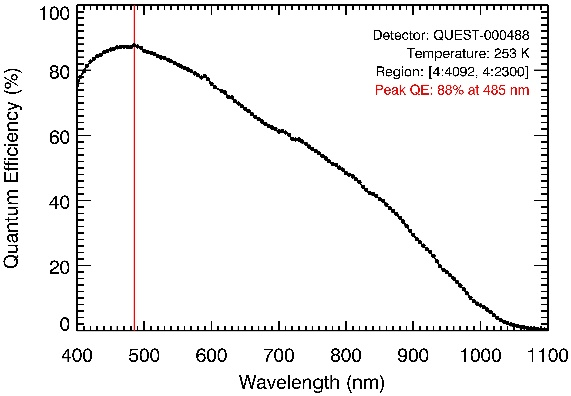 100
80
60
40
20
0
Quantum Efficiency (%)
Detector: QUEST-000488
Temperature: 253 K
Region: [4:4092, 4:2300]
Peak QE: 88% at 485 nm
400 500 600 700 800 900 1000 1100
Wavelength (nm)